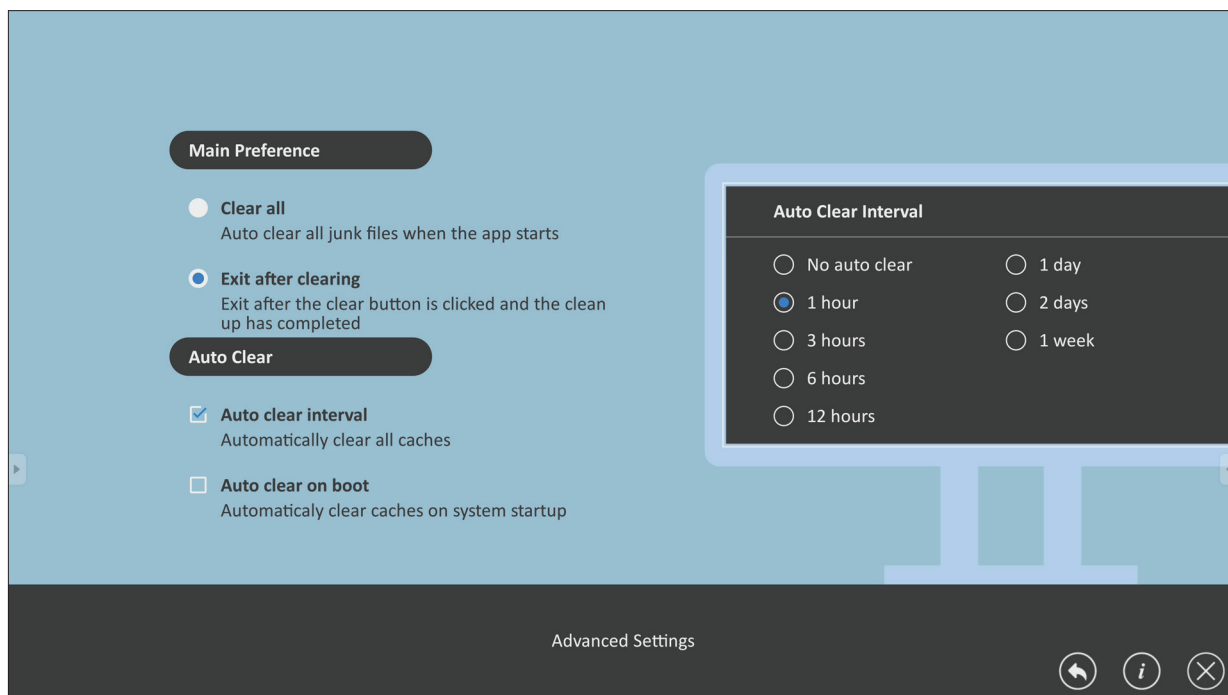 Main Preference
Clear all
Auto clear all junk files when the app starts
Exit after clearing
Exit after the clear button is clicked and the clean
up has completed
Auto Clear
Auto clear interval
Automatically clear all caches
Auto clear on boot
Automaticaly clear caches on system startup
Auto Clear Interval
No auto clear
1 hour
3 hours
6 hours
12 hours
1 day
2 days
1 week
Advanced Settings
i